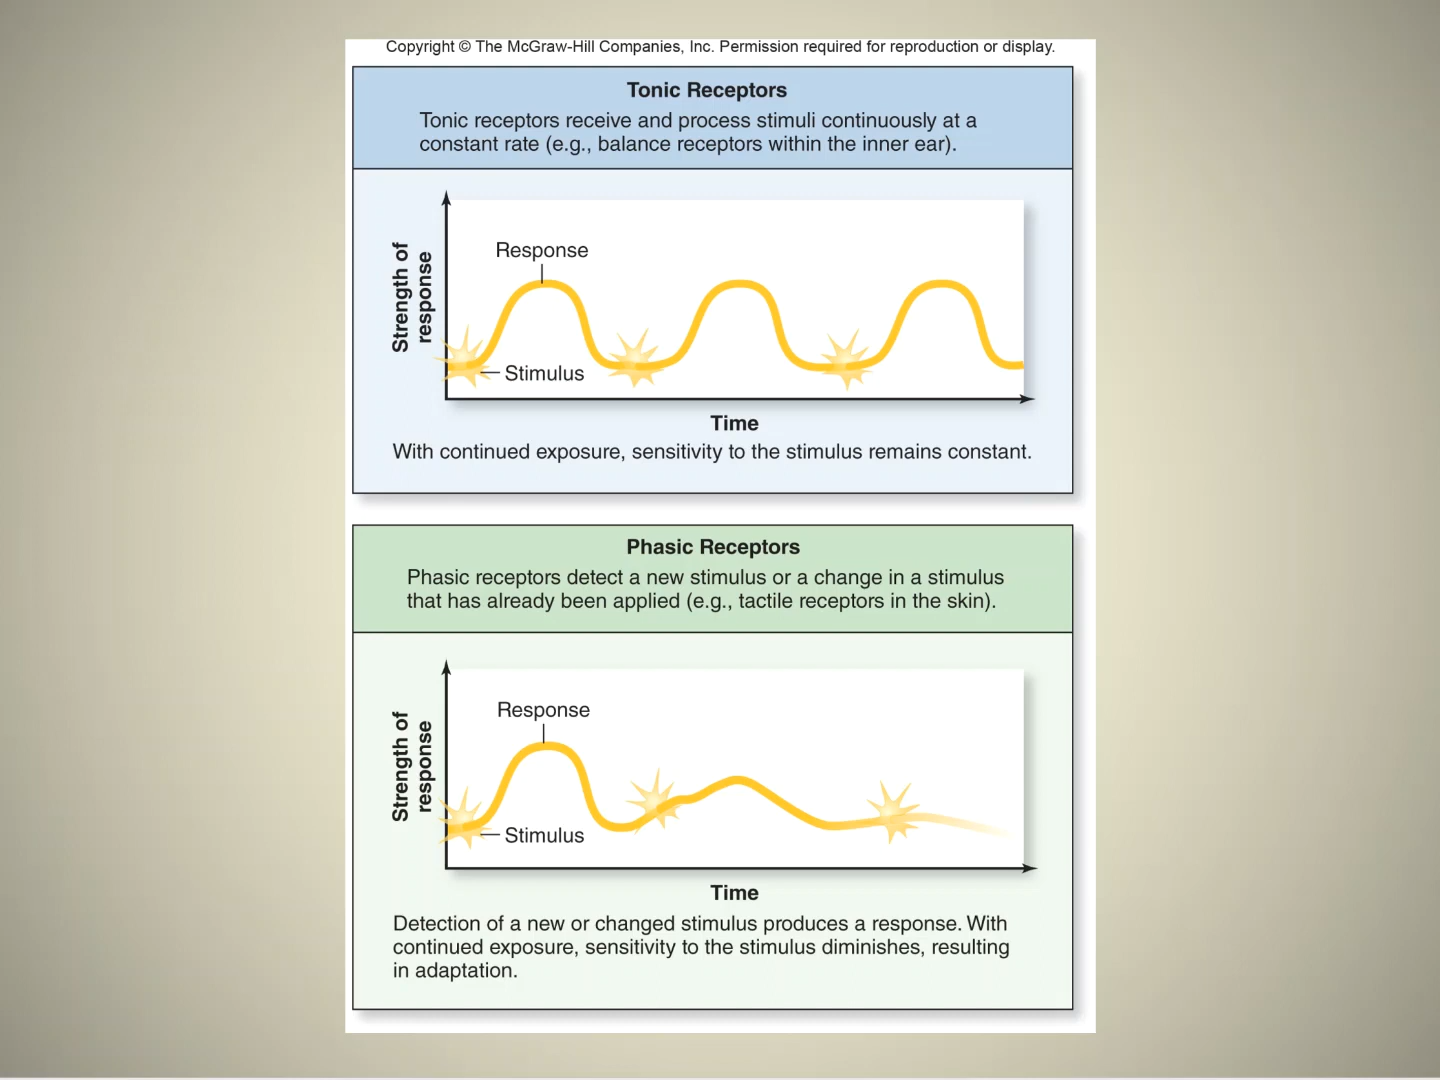 Copyright © The McGraw-Hill Companies, Inc. Permission required for reproduction or display.
Tonic Receptors
Tonic receptors receive and process stimuli continuously at a
constant rate (e.g., balance receptors within the inner ear).
Strength of
response
Response
Stimulus
Time
With continued exposure, sensitivity to the stimulus remains constant.
Phasic Receptors
Phasic receptors detect a new stimulus or a change in a stimulus
that has already been applied (e.g., tactile receptors in the skin).
Strength of
response
Response
Stimulus
Time
Detection of a new or changed stimulus produces a response. With
continued exposure, sensitivity to the stimulus diminishes, resulting
in adaptation.